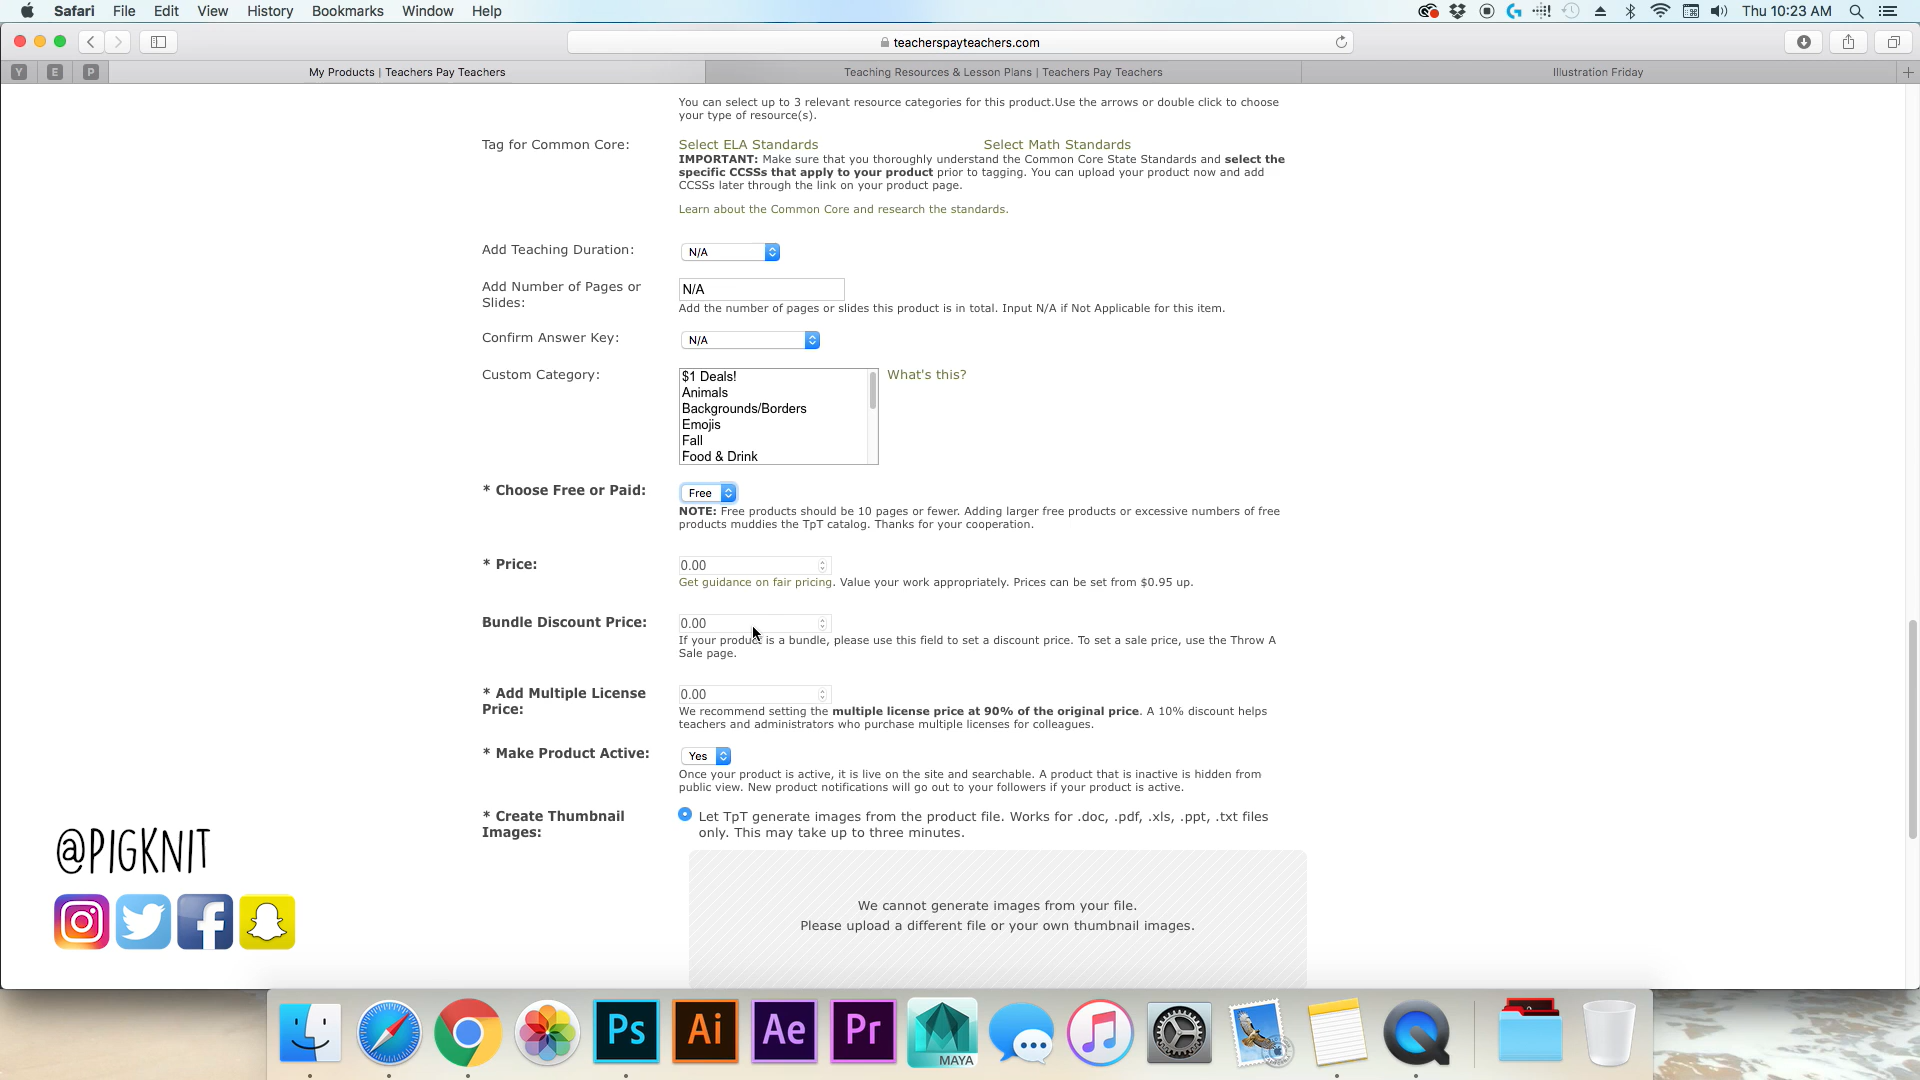 Safari File Edit View History Bookmarks Window Help Thu 10:23 AM
teacherspayteachers.com
Y E P My Products | Teachers Pay Teachers Teaching Resources & Lesson Plans | Teachers Pay Teachers Illustration Friday
You can select up to 3 relevant resource categories for this product.Use the arrows or double click to choose
your type of resource(s).
Tag for Common Core: Select ELA Standards Select Math Standards
IMPORTANT: Make sure that you thoroughly understand the Common Core State Standards and select the
specific CCSSs that apply to your product prior to tagging. You can upload your product now and add
CCSSs later through the link on your product page.
Learn about the Common Core and research the standards.
Add Teaching Duration: N/A
Add Number of Pages or
Slides:
N/A
Add the number of pages or slides this product is in total. Input N/A if Not Applicable for this item.
Confirm Answer Key: N/A
Custom Category:
$1 Deals!
Animals
Backgrounds/Borders
Emojis
Fall
Food & Drink
What's this?
* Choose Free or Paid: Free
NOTE: Free products should be 10 pages or fewer. Adding larger free products or excessive numbers of free
products muddies the TpT catalog. Thanks for your cooperation.
* Price: 0.00
Get guidance on fair pricing. Value your work appropriately. Prices can be set from $0.95 up.
Bundle Discount Price: 0.00
If your product is a bundle, please use this field to set a discount price. To set a sale price, use the Throw A
Sale page.
* Add Multiple License
Price:
0.00
We recommend setting the multiple license price at 90% of the original price. A 10% discount helps
teachers and administrators who purchase multiple licenses for colleagues.
* Make Product Active: Yes
Once your product is active, it is live on the site and searchable. A product that is inactive is hidden from
public view. New product notifications will go out to your followers if your product is active.
* Create Thumbnail
Images:
Let TpT generate images from the product file. Works for .doc, .pdf, .xls, .ppt, .txt files
only. This may take up to three minutes.
We cannot generate images from your file.
Please upload a different file or your own thumbnail images.
@PIGKNIT
Ps Ai Ae Pr MAYA